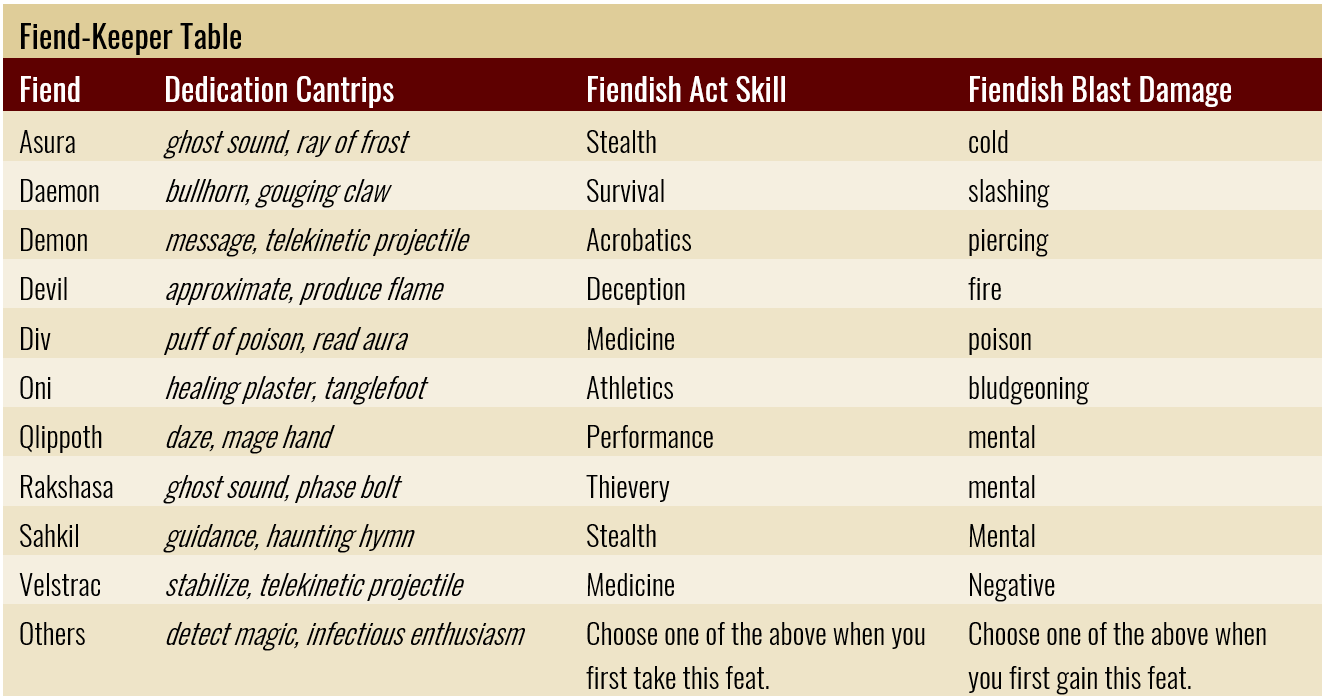 Fiend-Keeper Table
Fiend Dedication Cantrips Fiendish Act Skill Fiendish Blast Damage
Asura ghost sound, ray of frost Stealth cold
Daemon bullhorn, gouging claw Survival slashing
Demon message, telekinetic projectile Acrobatics piercing
Devil approximate, produce flame Deception fire
Div puff of poison, read aura Medicine poison
Oni healing plaster, tanglefoot Athletics bludgeoning
Qlippoth daze, mage hand Performance mental
Rakshasa ghost sound, phase bolt Thievery mental
Sahkil guidance, haunting hymn Stealth Mental
Velstrac stabilize, telekinetic projectile Medicine Negative
Others detect magic, infectious enthusiasm Choose one of the above when you Choose one of the above when
first take this feat. you first gain this feat.